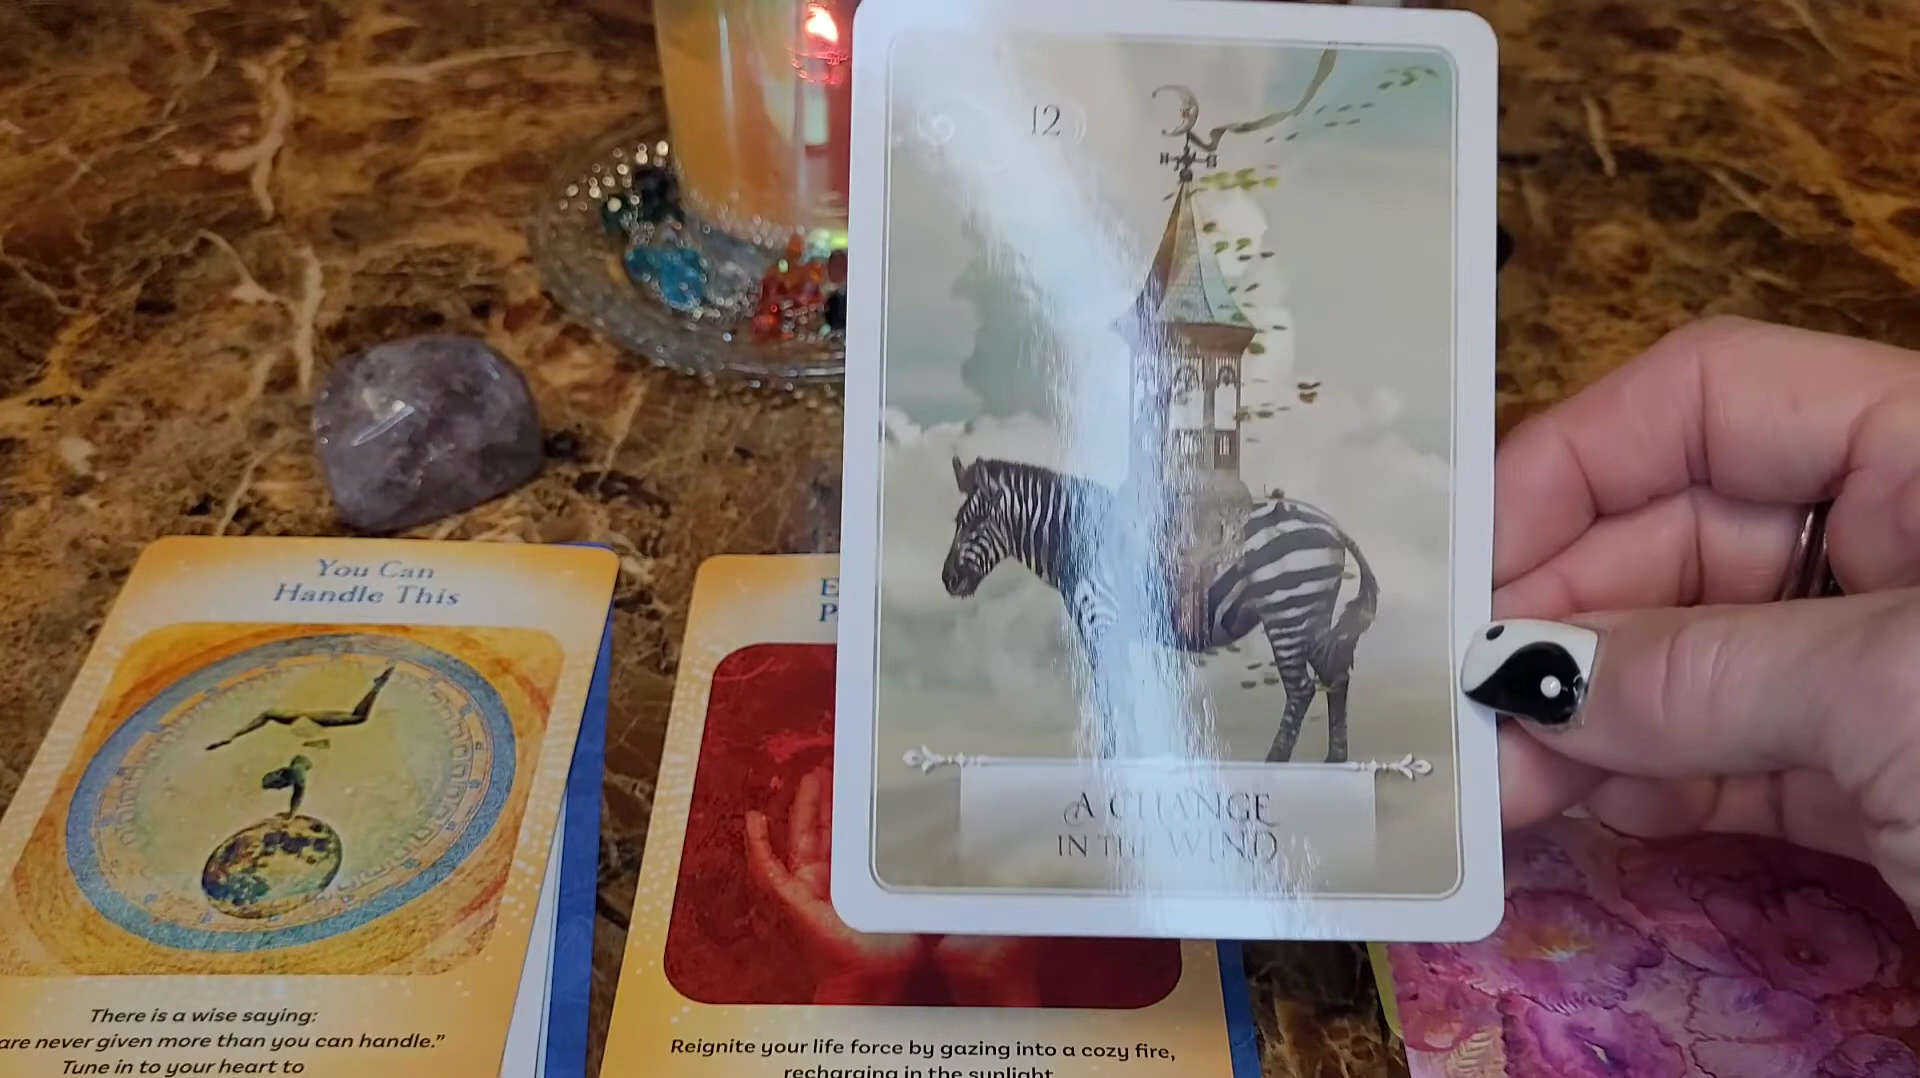 12
A CHANGE
IN THE WIND
You Can
Handle This
There is a wise saying:
are never given more than you can handle.”
Tune in to your heart to
E
P
Reignite your life force by gazing into a cozy fire,
recharging in the sunlight